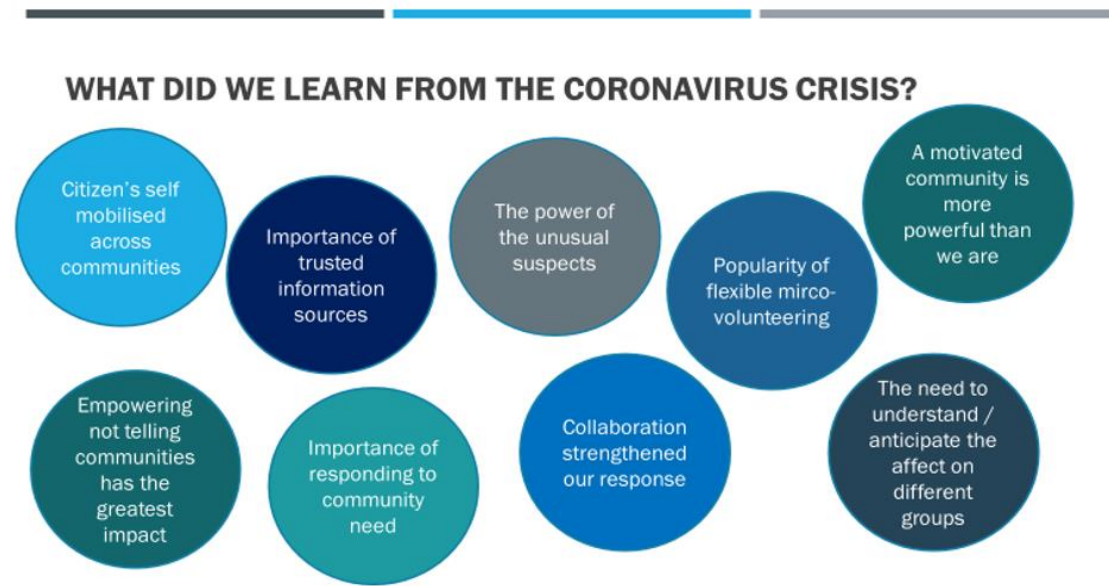 WHAT DID WE LEARN FROM THE CORONAVIRUS CRISIS?
Citizen's self
mobilised
across
communities
Importance of
trusted
information
sources
The power of
the unusual
suspects
Popularity of
flexible mirco-
volunteering
A motivated
community is
more
powerful than
we are
Empowering
not telling
communities
has the
greatest
impact
Importance of
responding to
community
need
Collaboration
strengthened
our response
The need to
understand /
anticipate the
affect on
different
groups